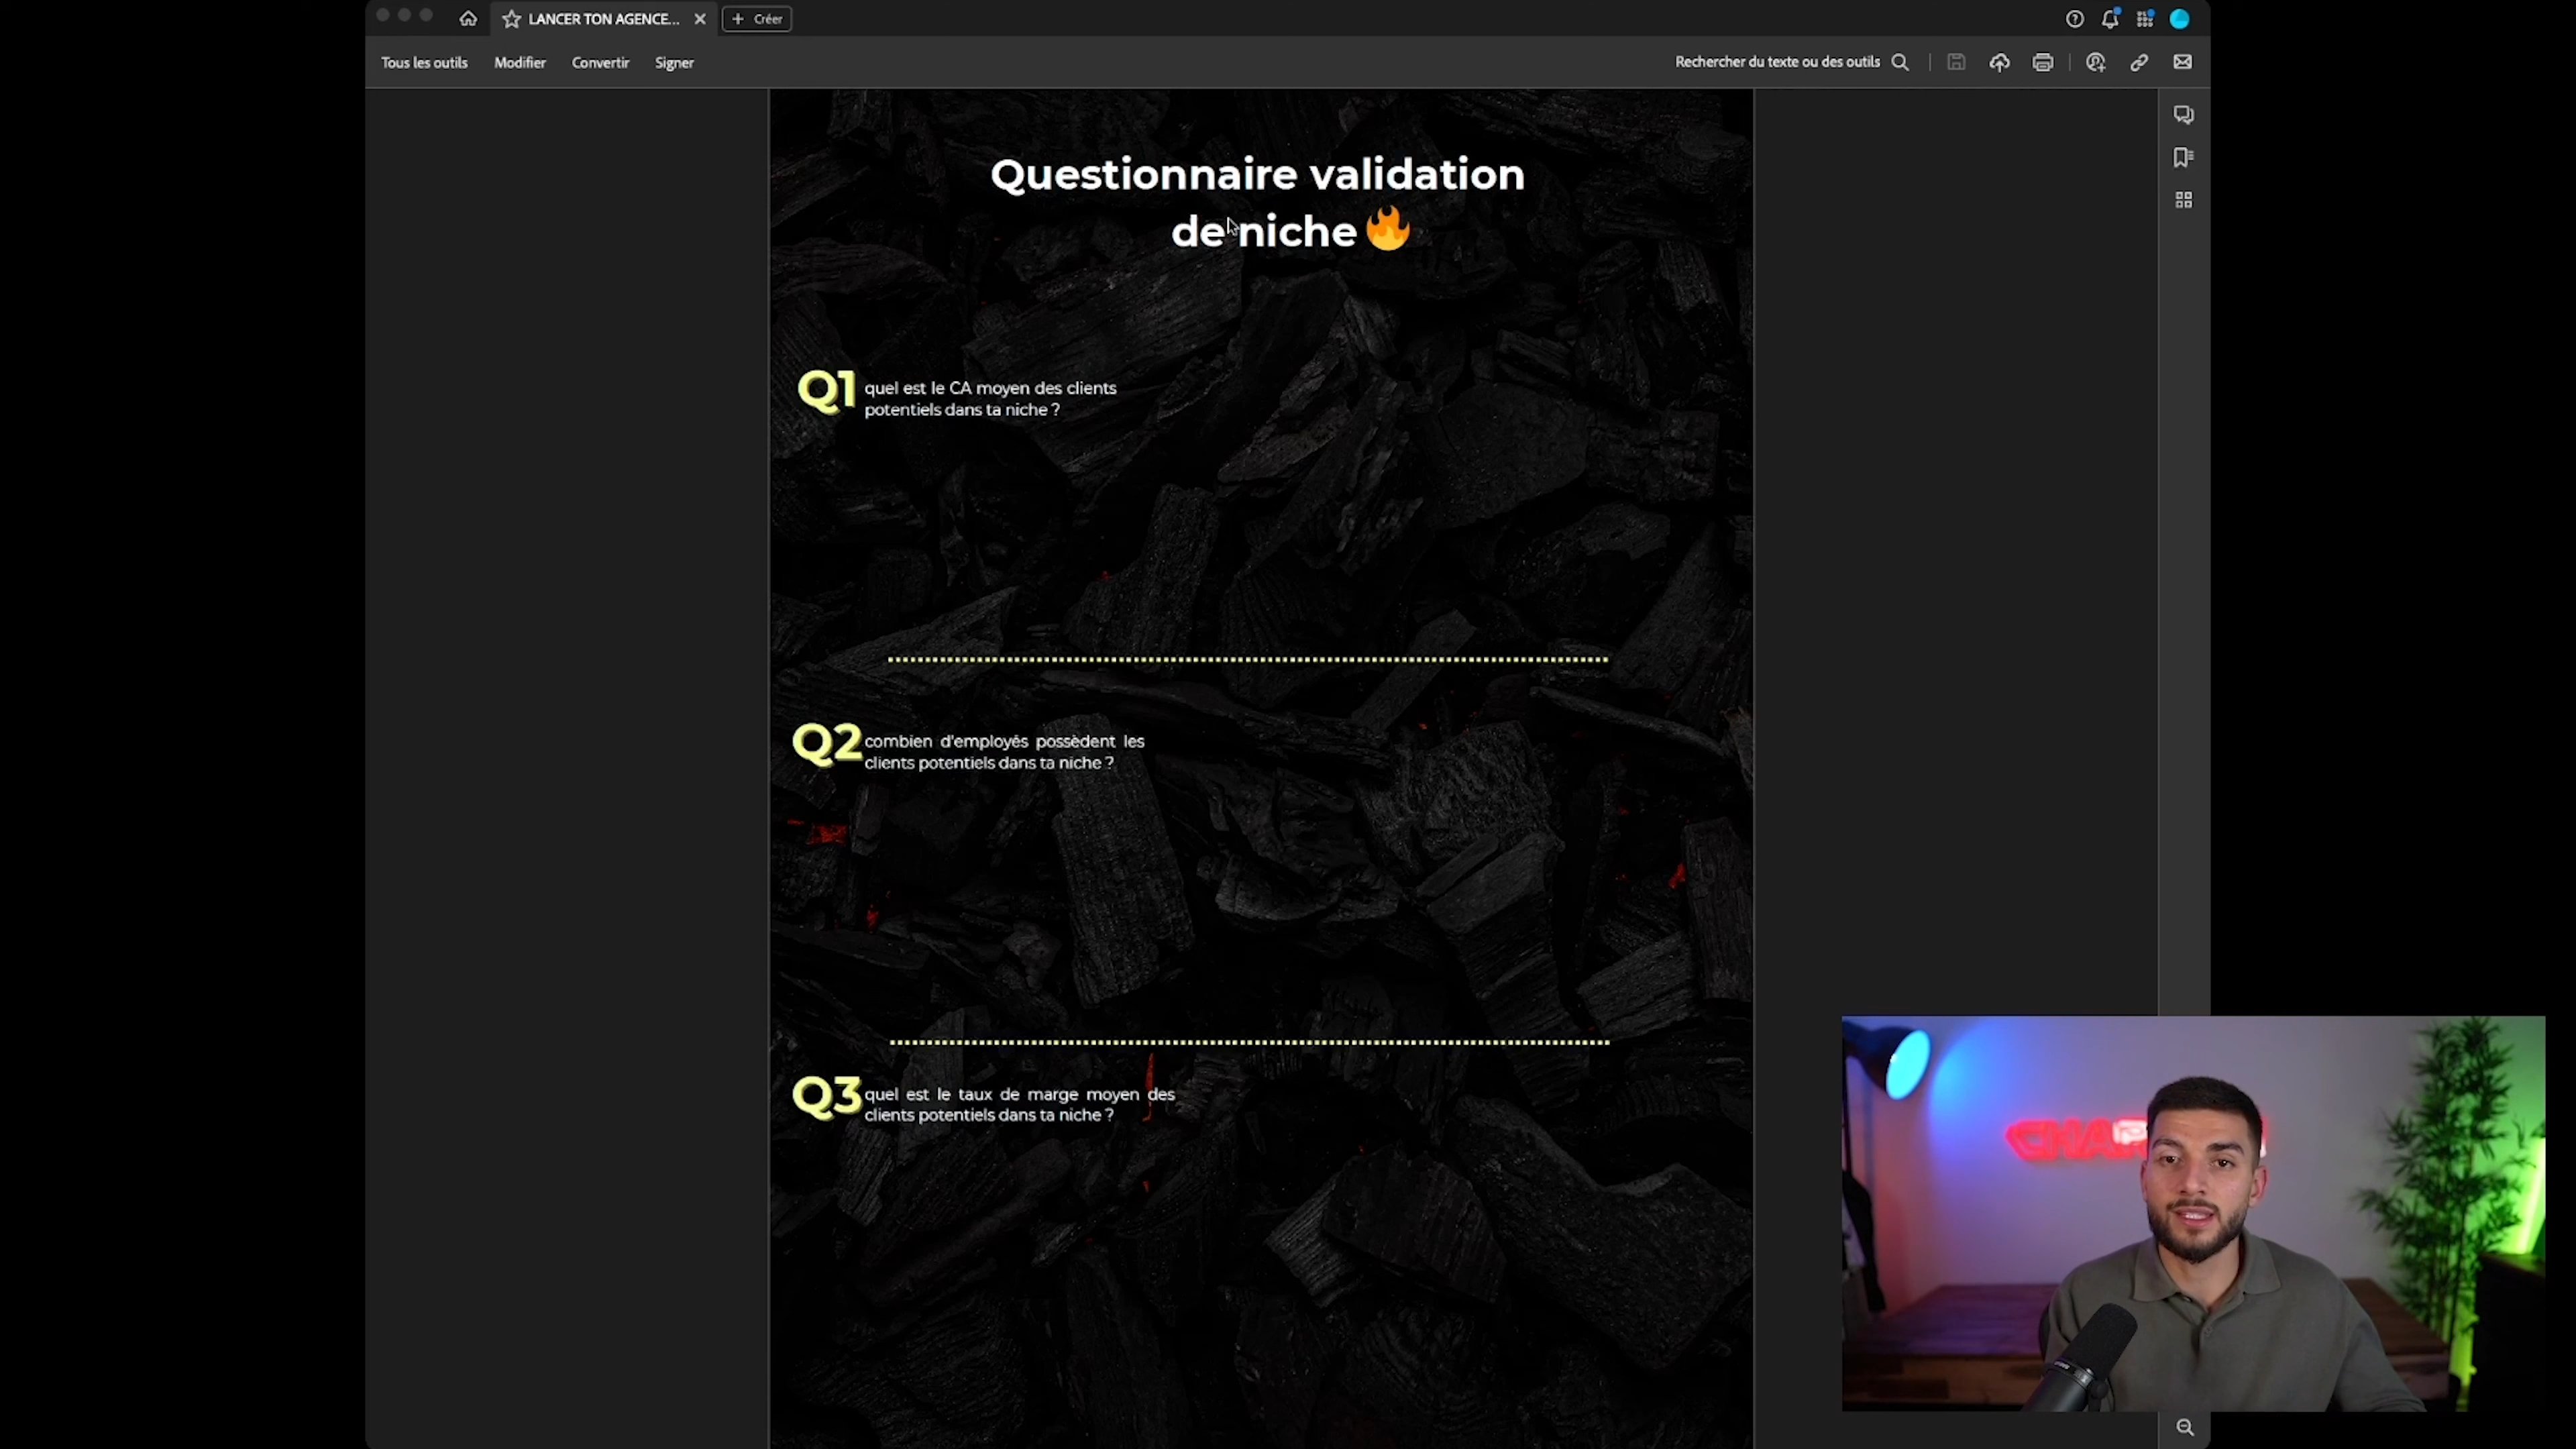 LANCER TON AGENCE...
Créer
Tous les outils
Modifier
Convertir
Signer
Rechercher du texte ou des outils
Questionnaire validation
de niche
Q1
quel est le CA moyen des clients
potentiels dans ta niche ?
Q2
combien d'employés possèdent les
clients potentiels dans ta niche ?
Q3
quel est le taux de marge moyen des
clients potentiels dans ta niche ?